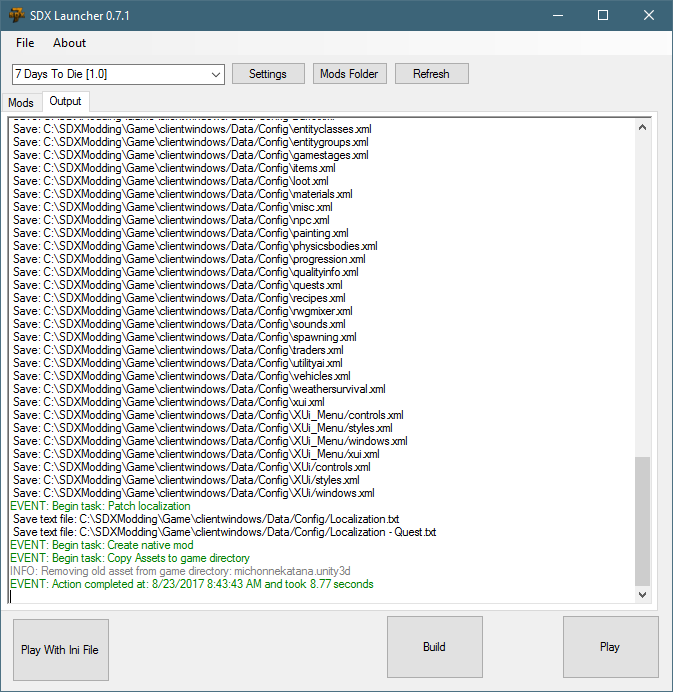 SDX Launcher 0.7.1
File About
7 Days To Die [1.0] Settings Mods Folder Refresh
Mods Output
Save: C:\SDXModding\Game\clientwindows/Data/Config\entityclasses.xml
Save: C:\SDXModding\Game\clientwindows/Data/Config\entitygroups.xml
Save: C:\SDXModding\Game\clientwindows/Data/Config\gamestages.xml
Save: C:\SDXModding\Game\clientwindows/Data/Config\items.xml
Save: C:\SDXModding\Game\clientwindows/Data/Config\loot.xml
Save: C:\SDXModding\Game\clientwindows/Data/Config\materials.xml
Save: C:\SDXModding\Game\clientwindows/Data/Config\misc.xml
Save: C:\SDXModding\Game\clientwindows/Data/Config\npc.xml
Save: C:\SDXModding\Game\clientwindows/Data/Config\painting.xml
Save: C:\SDXModding\Game\clientwindows/Data/Config\physicsbodies.xml
Save: C:\SDXModding\Game\clientwindows/Data/Config\progression.xml
Save: C:\SDXModding\Game\clientwindows/Data/Config\qualityinfo.xml
Save: C:\SDXModding\Game\clientwindows/Data/Config\quests.xml
Save: C:\SDXModding\Game\clientwindows/Data/Config\recipes.xml
Save: C:\SDXModding\Game\clientwindows/Data/Config\rwgmixer.xml
Save: C:\SDXModding\Game\clientwindows/Data/Config\sounds.xml
Save: C:\SDXModding\Game\clientwindows/Data/Config\spawning.xml
Save: C:\SDXModding\Game\clientwindows/Data/Config\traders.xml
Save: C:\SDXModding\Game\clientwindows/Data/Config\utilityai.xml
Save: C:\SDXModding\Game\clientwindows/Data/Config\vehicles.xml
Save: C:\SDXModding\Game\clientwindows/Data/Config\weathersurvival.xml
Save: C:\SDXModding\Game\clientwindows/Data/Config\xui.xml
Save: C:\SDXModding\Game\clientwindows/Data/Config\XUi_Menu/controls.xml
Save: C:\SDXModding\Game\clientwindows/Data/Config\XUi_Menu/styles.xml
Save: C:\SDXModding\Game\clientwindows/Data/Config\XUi_Menu/windows.xml
Save: C:\SDXModding\Game\clientwindows/Data/Config\XUi_Menu/xui.xml
Save: C:\SDXModding\Game\clientwindows/Data/Config\XUi/controls.xml
Save: C:\SDXModding\Game\clientwindows/Data/Config\XUi/styles.xml
Save: C:\SDXModding\Game\clientwindows/Data/Config\XUi/windows.xml
EVENT: Begin task: Patch localization
Save text file: C:\SDXModding\Game\clientwindows/Data/Config/Localization.txt
Save text file: C:\SDXModding\Game\clientwindows/Data/Config/Localization - Quest.txt
EVENT: Begin task: Create native mod
EVENT: Begin task: Copy Assets to game directory
INFO: Removing old asset from game directory: michonnekatana.unity3d
EVENT: Action completed at: 8/23/2017 8:43:43 AM and took 8.77 seconds
Play With Ini File Build Play